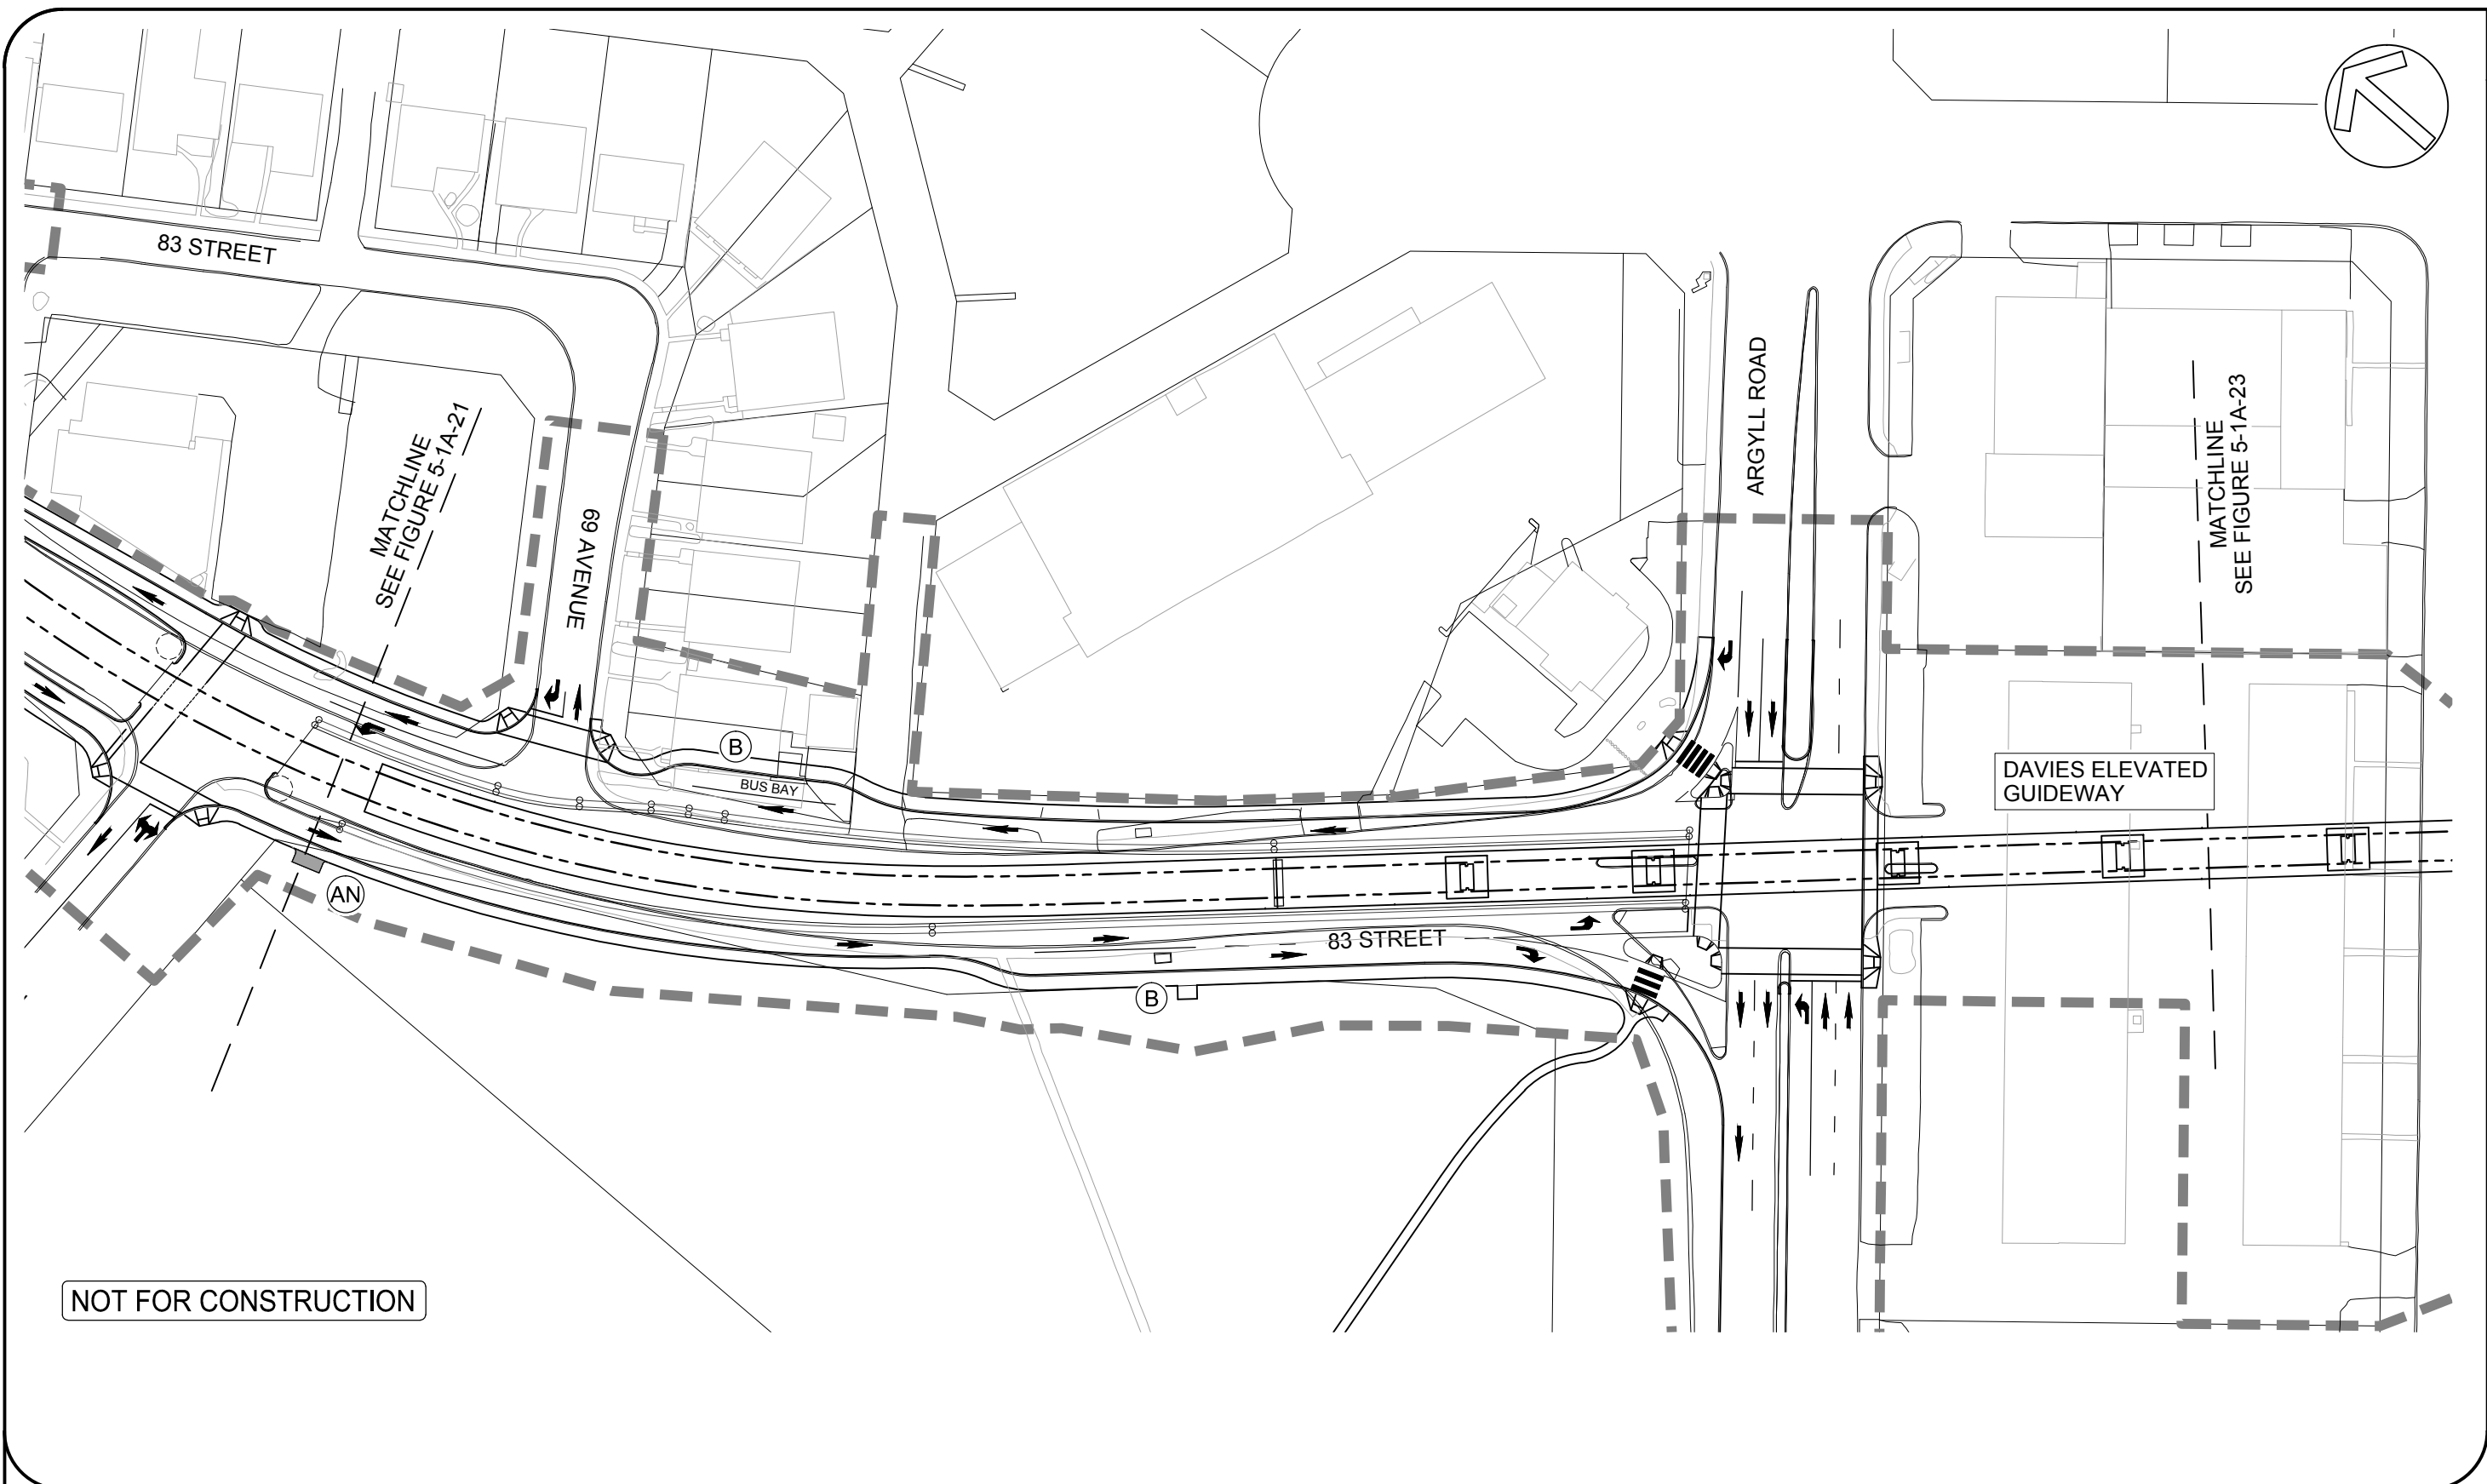 83 STREET
MATCHLINE
SEE FIGURE 5-1A-21
69 AVENUE
ARGYLL ROAD
MATCHLINE
SEE FIGURE 5-1A-23
B
BUS BAY
DAVIES ELEVATED
GUIDEWAY
AN
83 STREET
B
NOT FOR CONSTRUCTION